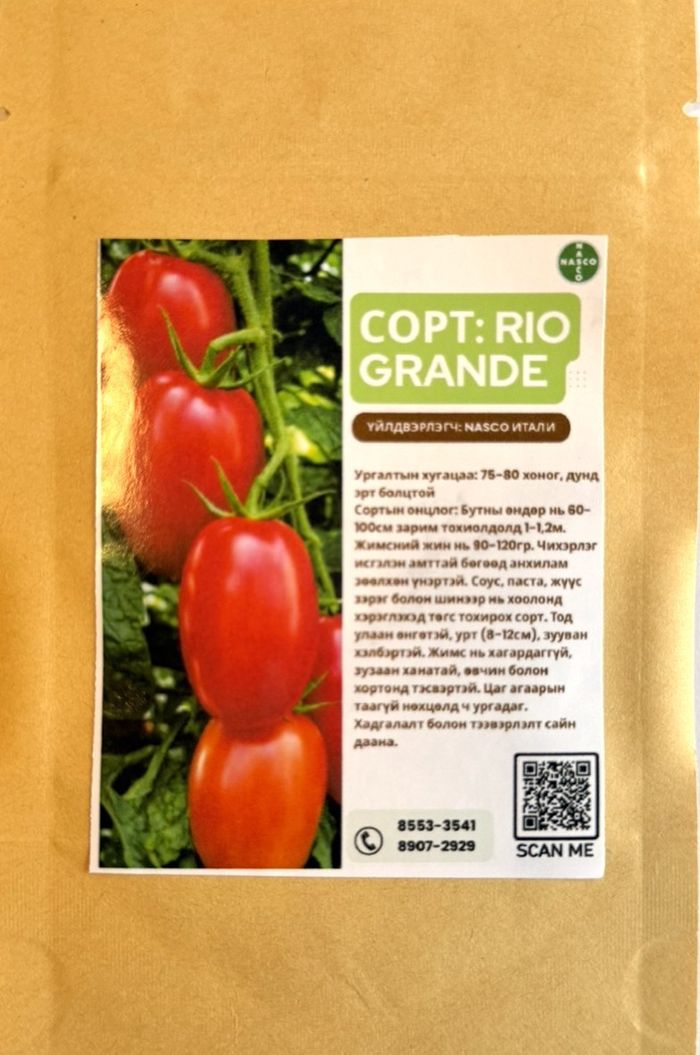 NASCO
NASCO
СОРТ: RIO
GRANDE
ҮЙЛДВЭРЛЭГЧ: NASCO ИТАЛИ
Ургалтын хугацаа: 75-80 хоног, дунд
эрт болцтой
Сортын онцлог: Бутны өндөр нь 60-
100см зарим тохиолдолд 1-1,2м.
Жимсний жин нь 90-120гр. Чихэрлэг
исгэлэн амттай бөгөөд анхилам
зөөлхөн үнэртэй. Соус, паста, жүүс
зэрэг болон шинээр нь хоолонд
хэрэглэхэд төгс тохирох сорт. Тод
улаан өнгөтэй, урт (8-12см), зууван
хэлбэртэй. Жимс нь хагардаггүй,
зузаан ханатай, өвчин болон
хортонд тэсвэртэй. Цаг агаарын
таагүй нөхцөлд ч ургадаг.
Хадгалалт болон тээвэрлэлт сайн
даана.
8553-3541
8907-2929
SCAN ME